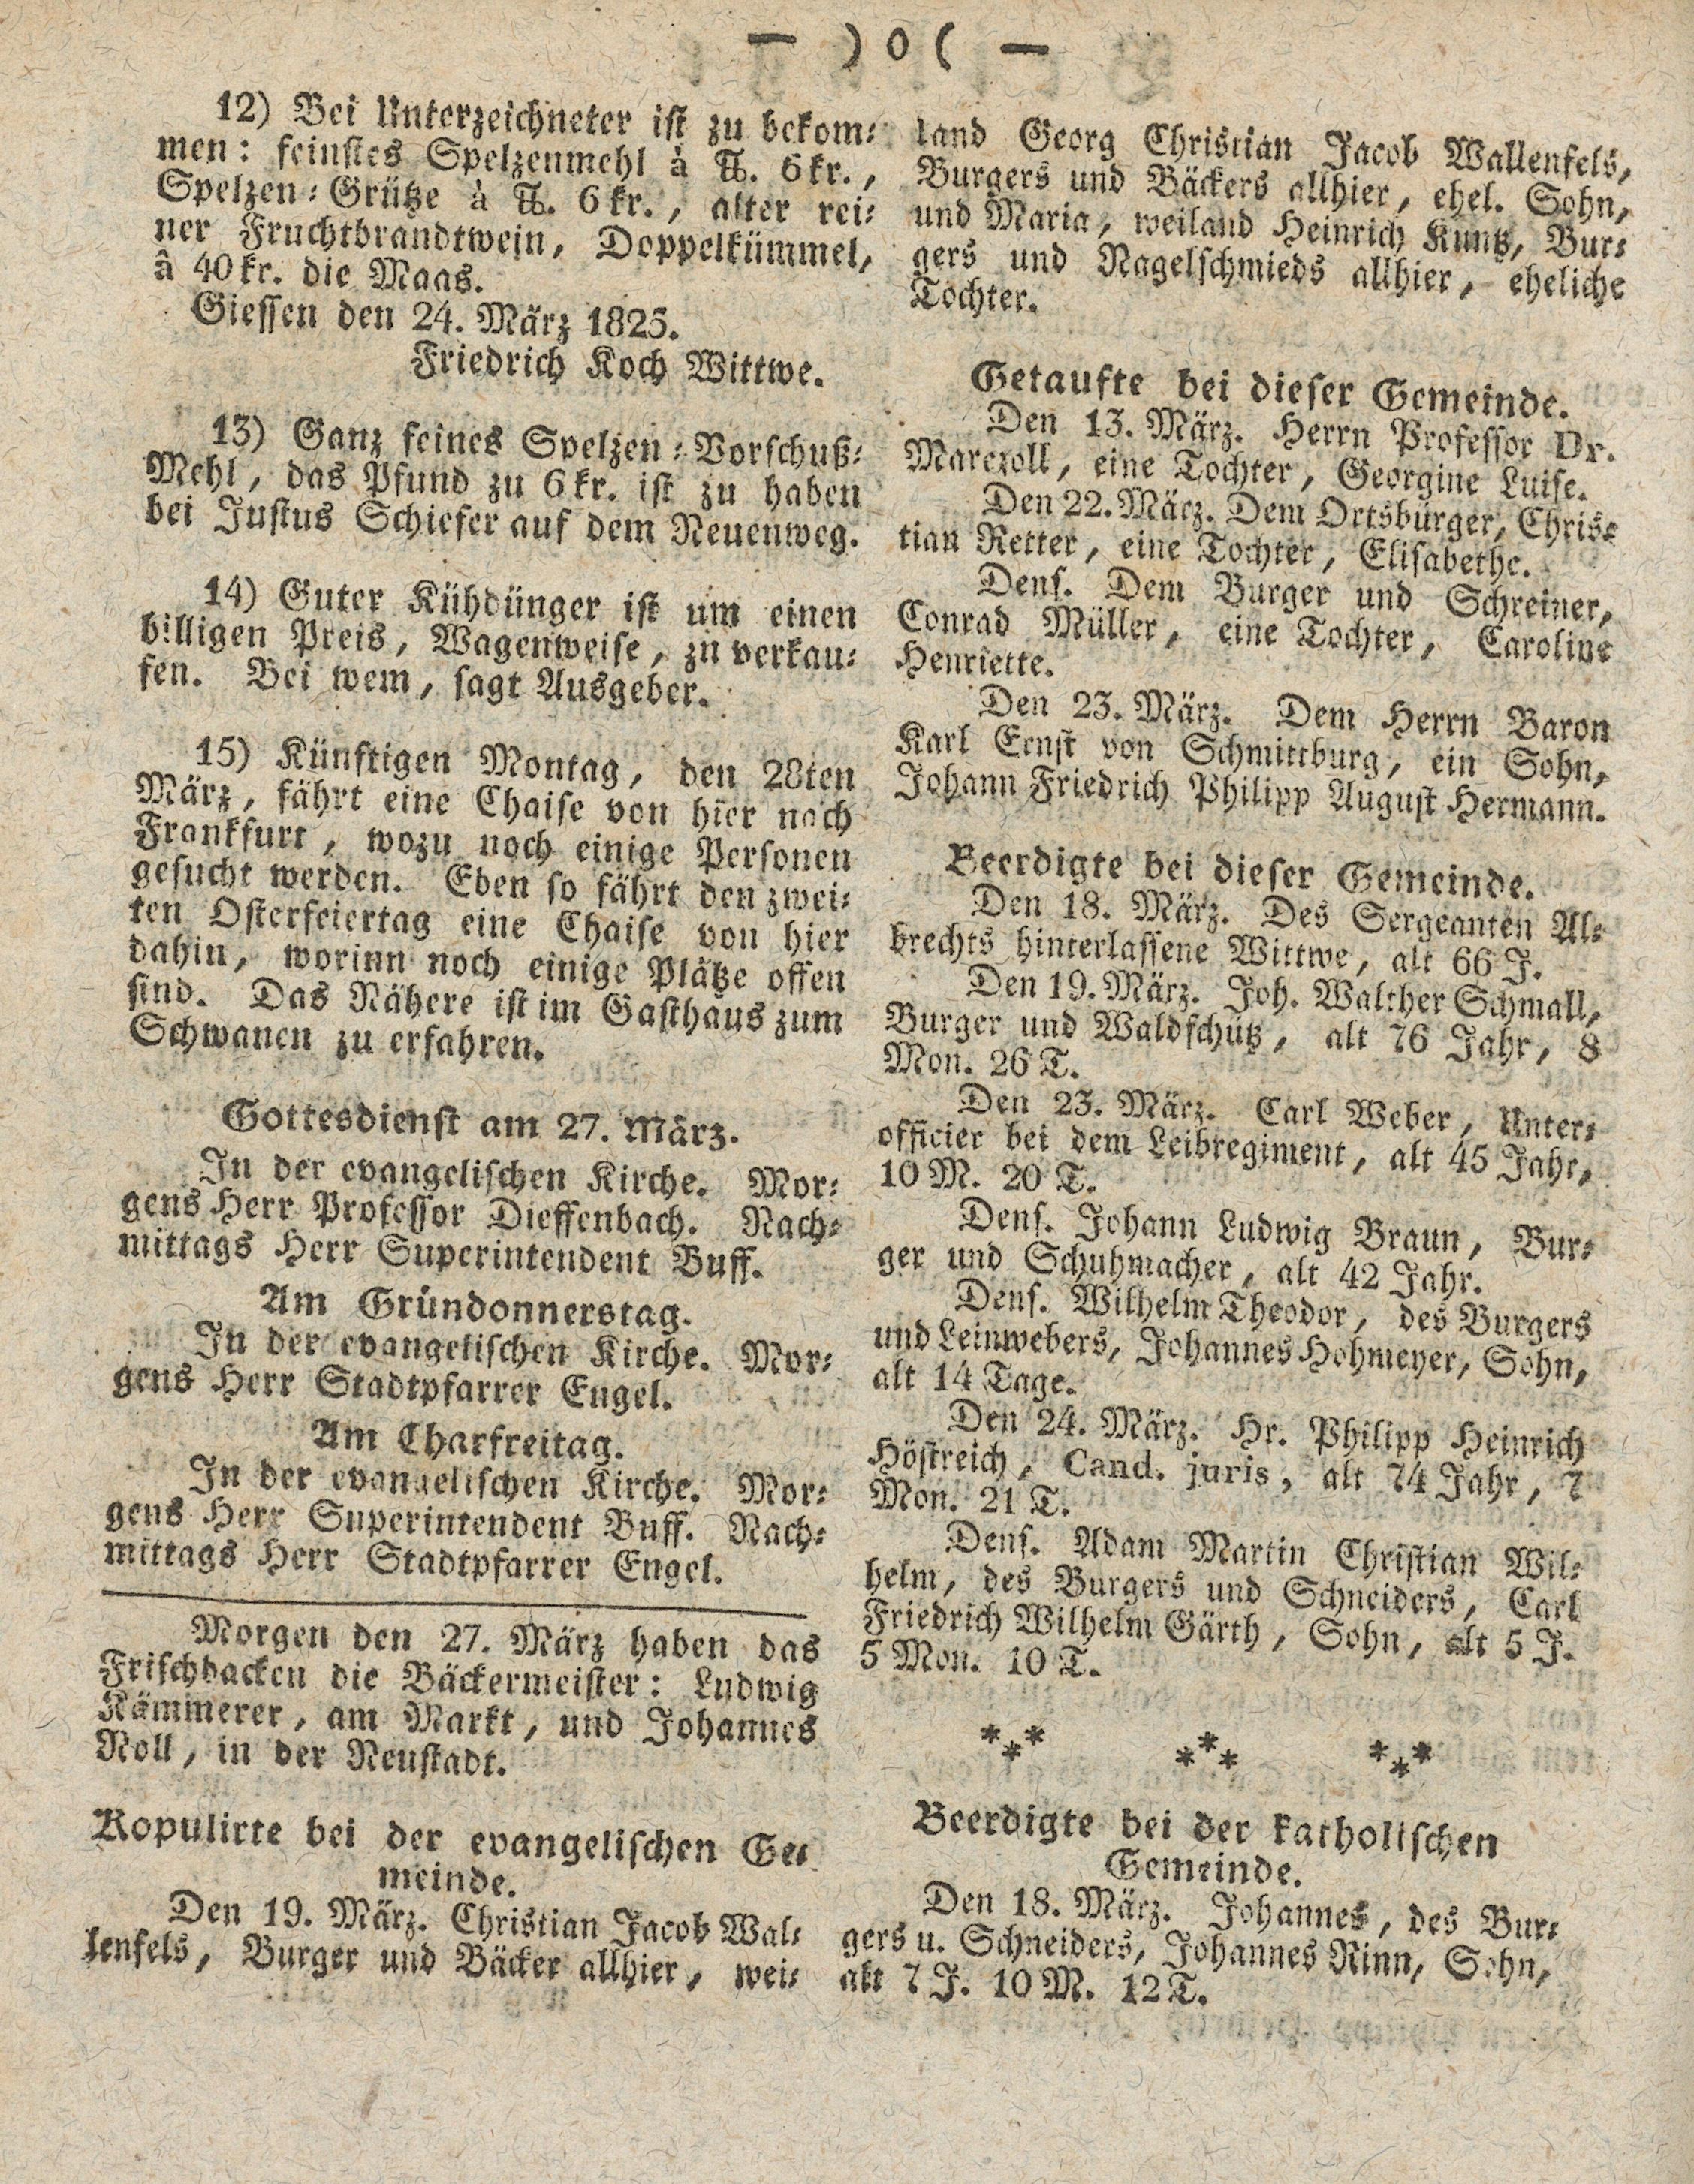 — ) 0 ( —
12) Bei Unterzeichneter ist zu bekom⸗
men: feinstes Spelzenmehl à ℔. 6 kr.,
Spelzen⸗Grütze à ℔. 6 kr., alter rei⸗
ner Fruchtbrandtwein, Doppelkümmel,
â 40 kr. die Maas.
Giessen den 24. März 1825.
Friedrich Koch Wittwe.
13) Ganz feines Spelzen⸗Vorschuß⸗
Mehl, das Pfund zu 6 kr. ist zu haben
bei Justus Schiefer auf dem Neuenweg.
14) Guter Kühdünger ist um einen
billigen Preis, Wagenweise, zu verkau⸗
fen. Bei wem, sagt Ausgeber.
15) Künftigen Montag, den 28ten
März, fährt eine Chaise von hier nach
Frankfurt, wozu noch einige Personen
gesucht werden. Eben so fährt den zwei⸗
ten Osterfeiertag eine Chaise von hier
dahin, worinn noch einige Plätze offen
sind. Das Nähere ist im Gasthaus zum
Schwanen zu erfahren.
Gottesdienst am 27. März.
In der evangelischen Kirche. Mor⸗
gens Herr Professor Dieffenbach. Nach⸗
mittags Herr Superintendent Buff.
Am Gründonnerstag.
In der evangelischen Kirche. Mor⸗
gens Herr Stadtpfarrer Engel.
Am Charfreitag.
In der evangelischen Kirche. Mor⸗
gens Herr Superintendent Buff. Nach⸗
mittags Herr Stadtpfarrer Engel.
Morgen den 27. März haben das
Frischbacken die Bäckermeister: Ludwig
Kämmerer, am Markt, und Johannes
Noll, in der Neustadt.
Kopulirte bei der evangelischen Ge⸗
meinde.
Den 19. März. Christian Jacob Wal⸗
lenfels, Burger und Bäcker allhier, wei⸗
land Georg Christian Jacob Wallenfels,
Burgers und Bäckers allhier, ehel. Sohn,
und Maria, weiland Heinrich Kuntz, Bur⸗
gers und Nagelschmieds allhier, eheliche
Tochter.
Getaufte bei dieser Gemeinde.
Den 13. März. Herrn Professor Dr.
Marezoll, eine Tochter, Georgine Luise.
Den 22. März. Dem Ortsbürger, Chris⸗
tian Retter, eine Tochter, Elisabethe.
Dens. Dem Burger und Schreiner,
Conrad Müller, eine Tochter, Caroline
Henriette.
Den 23. März. Dem Herrn Baron
Karl Ernst von Schmittburg, ein Sohn,
Johann Friedrich Philipp August Hermann.
Beerdigte bei dieser Gemeinde.
Den 18. März. Des Sergeanten Al⸗
brechts hinterlassene Wittwe, alt 66 J.
Den 19. März. Joh. Walther Schmall,
Burger und Waldschütz, alt 76 Jahr, 8
Mon. 26 T.
Den 23. März. Carl Weber, Unter⸗
officier bei dem Leibregiment, alt 45 Jahr,
10 M. 20 T.
Dens. Johann Ludwig Braun, Bur⸗
ger und Schuhmacher, alt 42 Jahr.
Dens. Wilhelm Theodor, des Burgers
und Leinwebers, Johannes Hohmeyer, Sohn,
alt 14 Tage.
Den 24. März. Hr. Philipp Heinrich
Höstreich, Cand. juris, alt 74 Jahr, 7
Mon. 21 T.
Dens. Adam Martin Christian Wil⸗
helm, des Burgers und Schneiders, Carl
Friedrich Wilhelm Gärth, Sohn, alt 5 J.
5 Mon. 10 T.
*** *** ***
Beerdigte bei der katholischen
Gemeinde.
Den 18. März. Johannes, des Bur⸗
gers u. Schneiders, Johannes Rinn, Sohn,
alt 7 J. 10 M. 12 T.